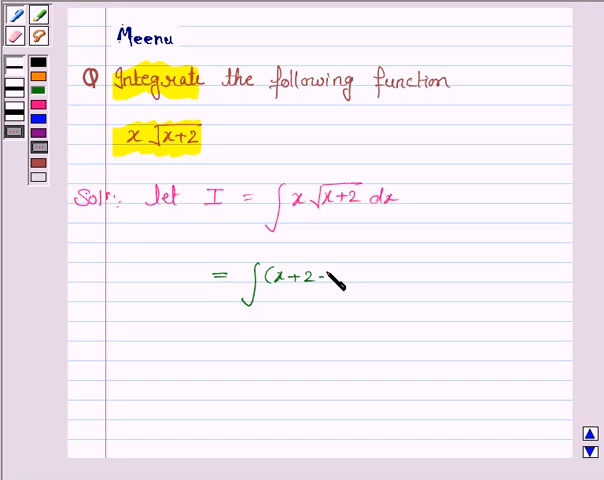 Meenu
Q Integrate the following function
x √(x+2)
Solⁿ: let I = ∫ x √(x+2) dx
= ∫ (x+2-